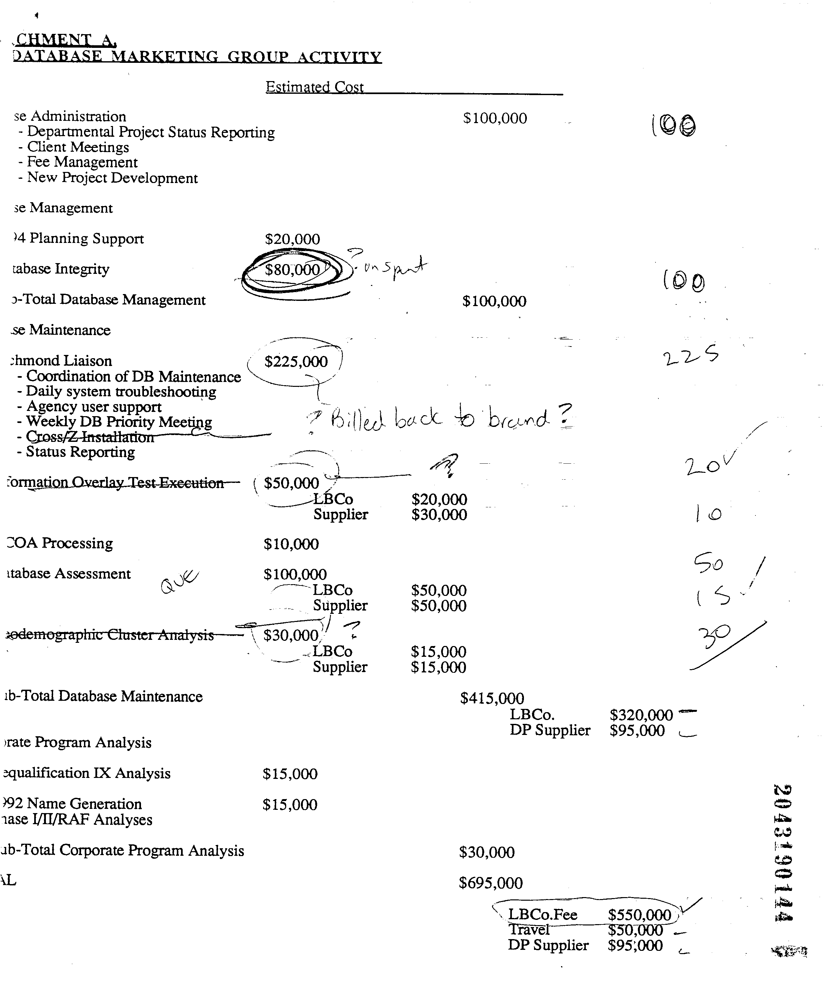 CHMENT A,
DATABASE MARKETING GROUP ACTIVITY
Estimated Cost
se Administration $100,000 100
- Departmental Project Status Reporting
- Client Meetings
- Fee Management
- New Project Development
se Management
94 Planning Support $20,000
tabase Integrity $80,000 ? unspent
100
b-Total Database Management $100,000
se Maintenance
chmond Liaison $225,000 225
- Coordination of DB Maintenance
- Daily system troubleshooting
- Agency user support
- Weekly DB Priority Meeting ? Billed back to brand?
- Cross/Z Installation
- Status Reporting
20
formation Overlay Test Execution $50,000
LBCo $20,000
Supplier $30,000 10
COA Processing $10,000
50
atabase Assessment QUE $100,000
LBCo $50,000 15
Supplier $50,000
eodemographic Cluster Analysis $30,000 ? 30
LBCo $15,000
Supplier $15,000
ub-Total Database Maintenance $415,000
LBCo. $320,000
DP Supplier $95,000
orate Program Analysis
equalification IX Analysis $15,000
992 Name Generation $15,000
hase I/II/RAF Analyses
ub-Total Corporate Program Analysis $30,000
AL $695,000
LBCo.Fee $550,000
Travel $50,000
DP Supplier $95,000
2043190144